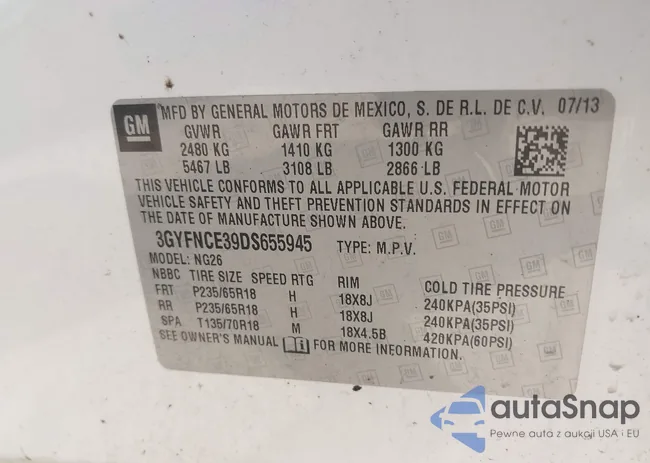 GM MFD BY GENERAL MOTORS DE MEXICO, S. DE R.L. DE C.V. 07/13
GVWR GAWR FRT GAWR RR
2480 KG 1410 KG 1300 KG
5467 LB 3108 LB 2866 LB
THIS VEHICLE CONFORMS TO ALL APPLICABLE U.S. FEDERAL MOTOR
VEHICLE SAFETY AND THEFT PREVENTION STANDARDS IN EFFECT ON
THE DATE OF MANUFACTURE SHOWN ABOVE.
3GYFNCE39DS655945 TYPE: M.P.V.
MODEL: NG26
NBBC TIRE SIZE SPEED RTG RIM COLD TIRE PRESSURE
FRT P235/65R18 H 18X8J 240KPA(35PSI)
RR P235/65R18 H 18X8J 240KPA(35PSI)
SPA T135/70R18 M 18X4.5B 420KPA(60PSI)
SEE OWNER'S MANUAL i FOR MORE INFORMATION.
autaSnap
Pewne auta z aukcji USA i EU